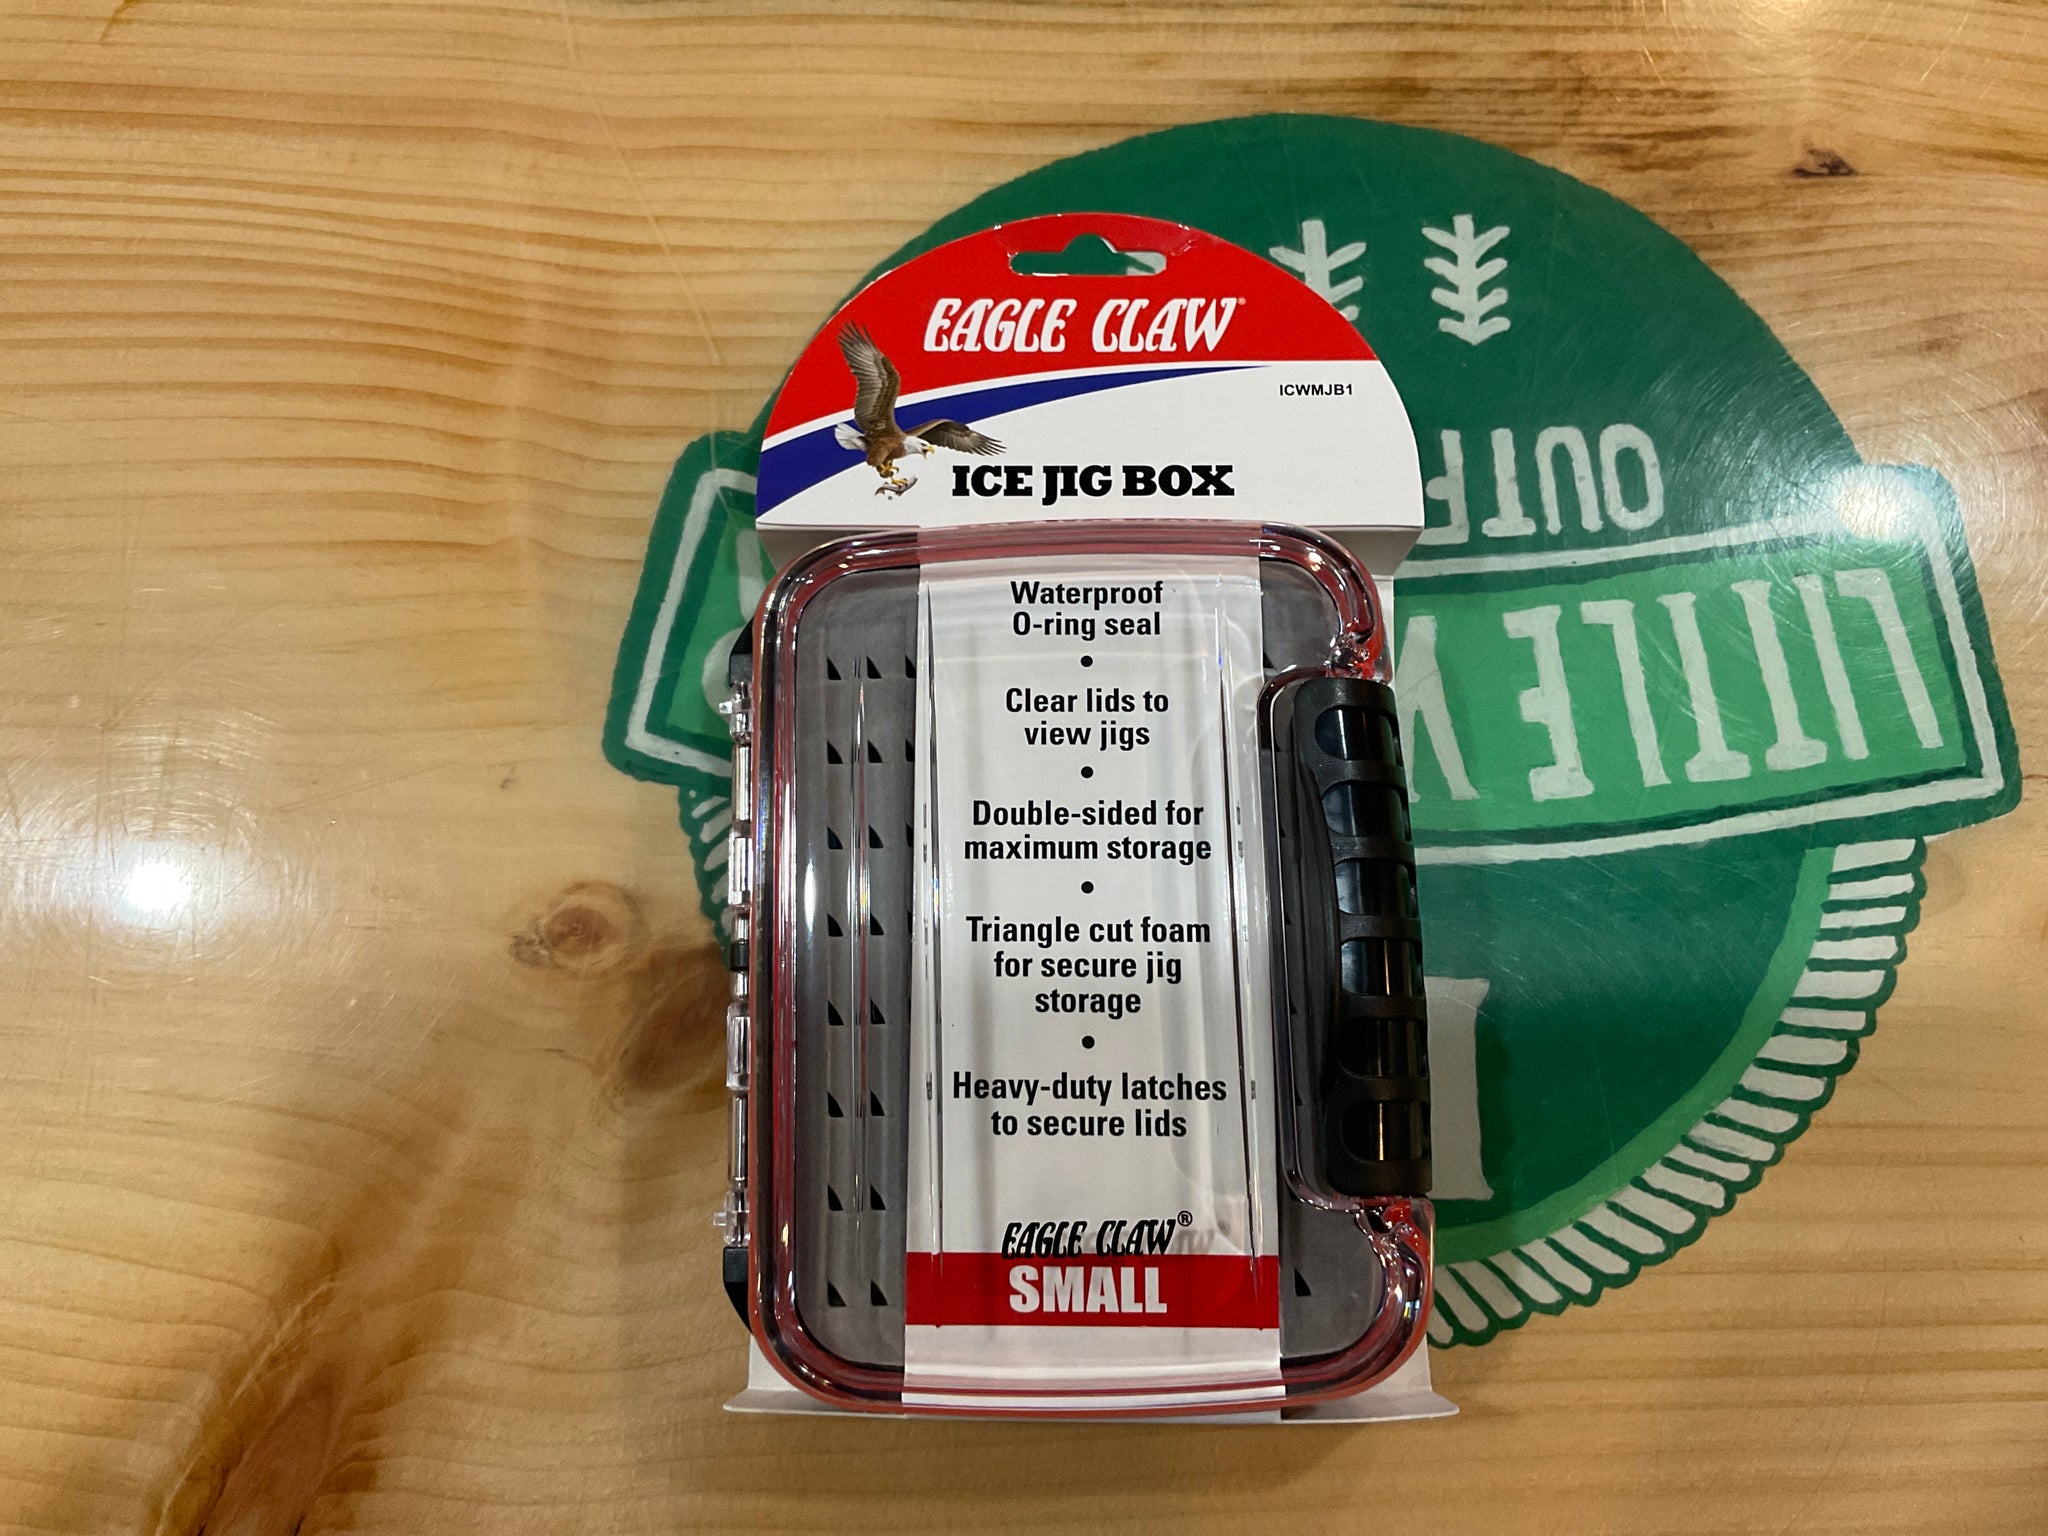 EAGLE CLAW®
ICWMJB1
ICE JIG BOX
Waterproof
O-ring seal
•
Clear lids to
view jigs
•
Double-sided for
maximum storage
•
Triangle cut foam
for secure jig
storage
•
Heavy-duty latches
to secure lids
EAGLE CLAW®
SMALL
LITTLE